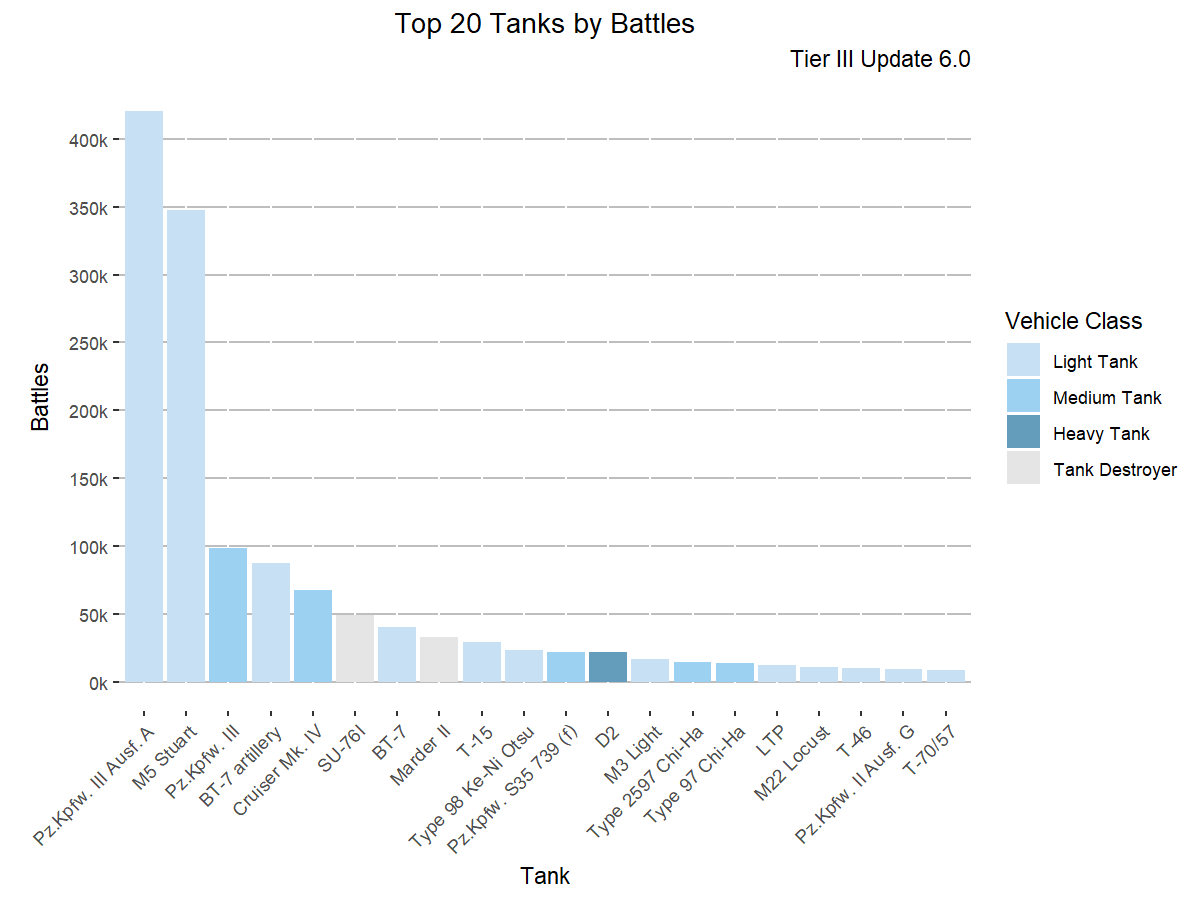 Top 20 Tanks by Battles
Tier III Update 6.0
400k
350k
300k
250k
200k
150k
100k
50k
0k
Battles
Pz.Kpfw. III Ausf. A
M5 Stuart
Pz.Kpfw. III
BT-7 artillery
Cruiser Mk. IV
SU-76I
BT-7
Marder II
T-15
Type 98 Ke-Ni Otsu
Pz.Kpfw. S35 739 (f)
D2
M3 Light
Type 2597 Chi-Ha
Type 97 Chi-Ha
LTP
M22 Locust
T-46
Pz.Kpfw. II Ausf. G
T-70/57
Tank
Vehicle Class
Light Tank
Medium Tank
Heavy Tank
Tank Destroyer